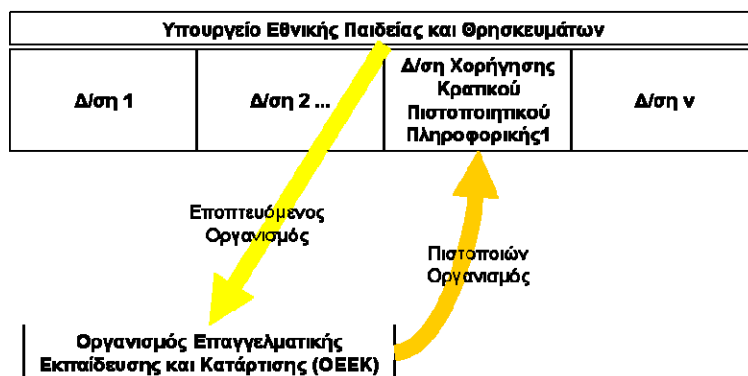 Υπουργείο Εθνικής Παιδείας και Θρησκευμάτων
Δ/ση 1
Δ/ση 2 ...
Δ/ση Χορήγησης
Κρατικού
Πιστοποιητικού
Πληροφορικής1
Δ/ση ν
Εποπτευόμενος
Οργανισμός
Πιστοποιών
Οργανισμός
Οργανισμός Επαγγελματικής
Εκπαίδευσης και Κατάρτισης (ΟΕΕΚ)